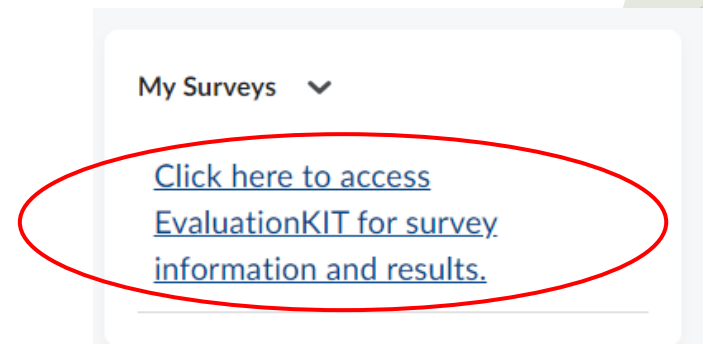 My Surveys
Click here to access
EvaluationKIT for survey
information and results.